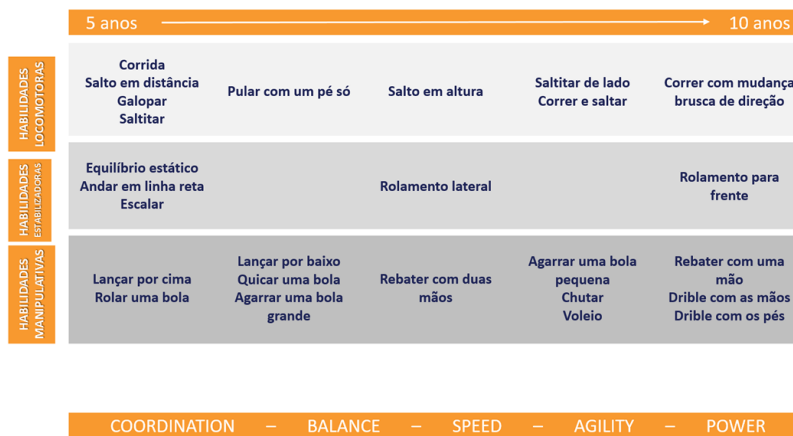 5 anos
10 anos
HABILIDADES
LOCOMOTORAS
Corrida
Salto em distância
Galopar
Saltitar
Pular com um pé só
Salto em altura
Saltitar de lado
Correr e saltar
Correr com mudança
brusca de direção
HABILIDADES
ESTABILIZADORAS
Equilíbrio estático
Andar em linha reta
Escalar
Rolamento lateral
Rolamento para
frente
HABILIDADES
MANIPULATIVAS
Lançar por cima
Rolar uma bola
Lançar por baixo
Quicar uma bola
Agarrar uma bola
grande
Rebater com duas
mãos
Agarrar uma bola
pequena
Chutar
Voleio
Rebater com uma
mão
Drible com as mãos
Drible com os pés
COORDINATION – BALANCE – SPEED – AGILITY – POWER